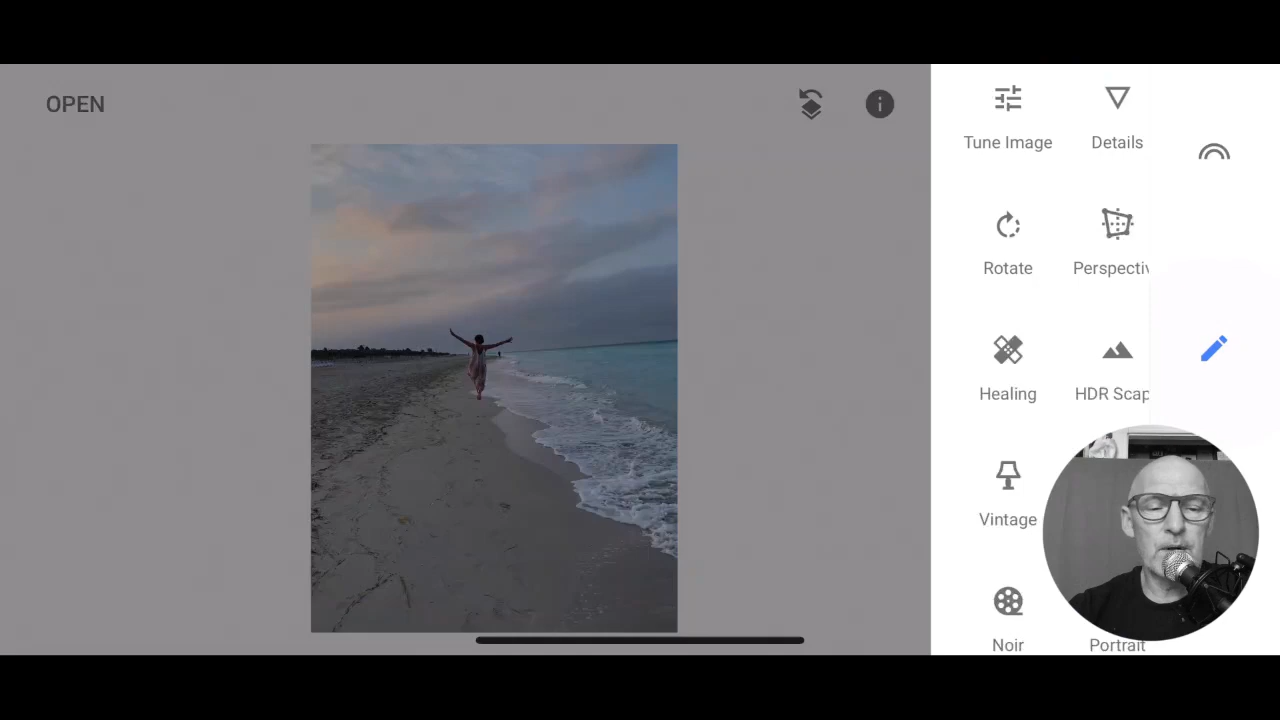 OPEN
Tune Image
Details
Rotate
Perspectiv
Healing
HDR Scap
Vintage
Noir
Portrait